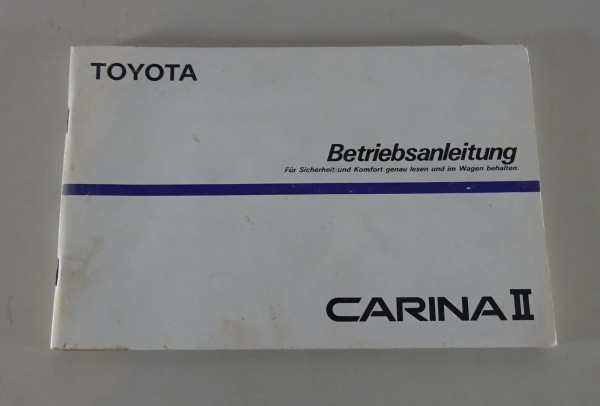 TOYOTA
Betriebsanleitung
Für Sicherheit und Komfort genau lesen und im Wagen behalten.
CARINA II